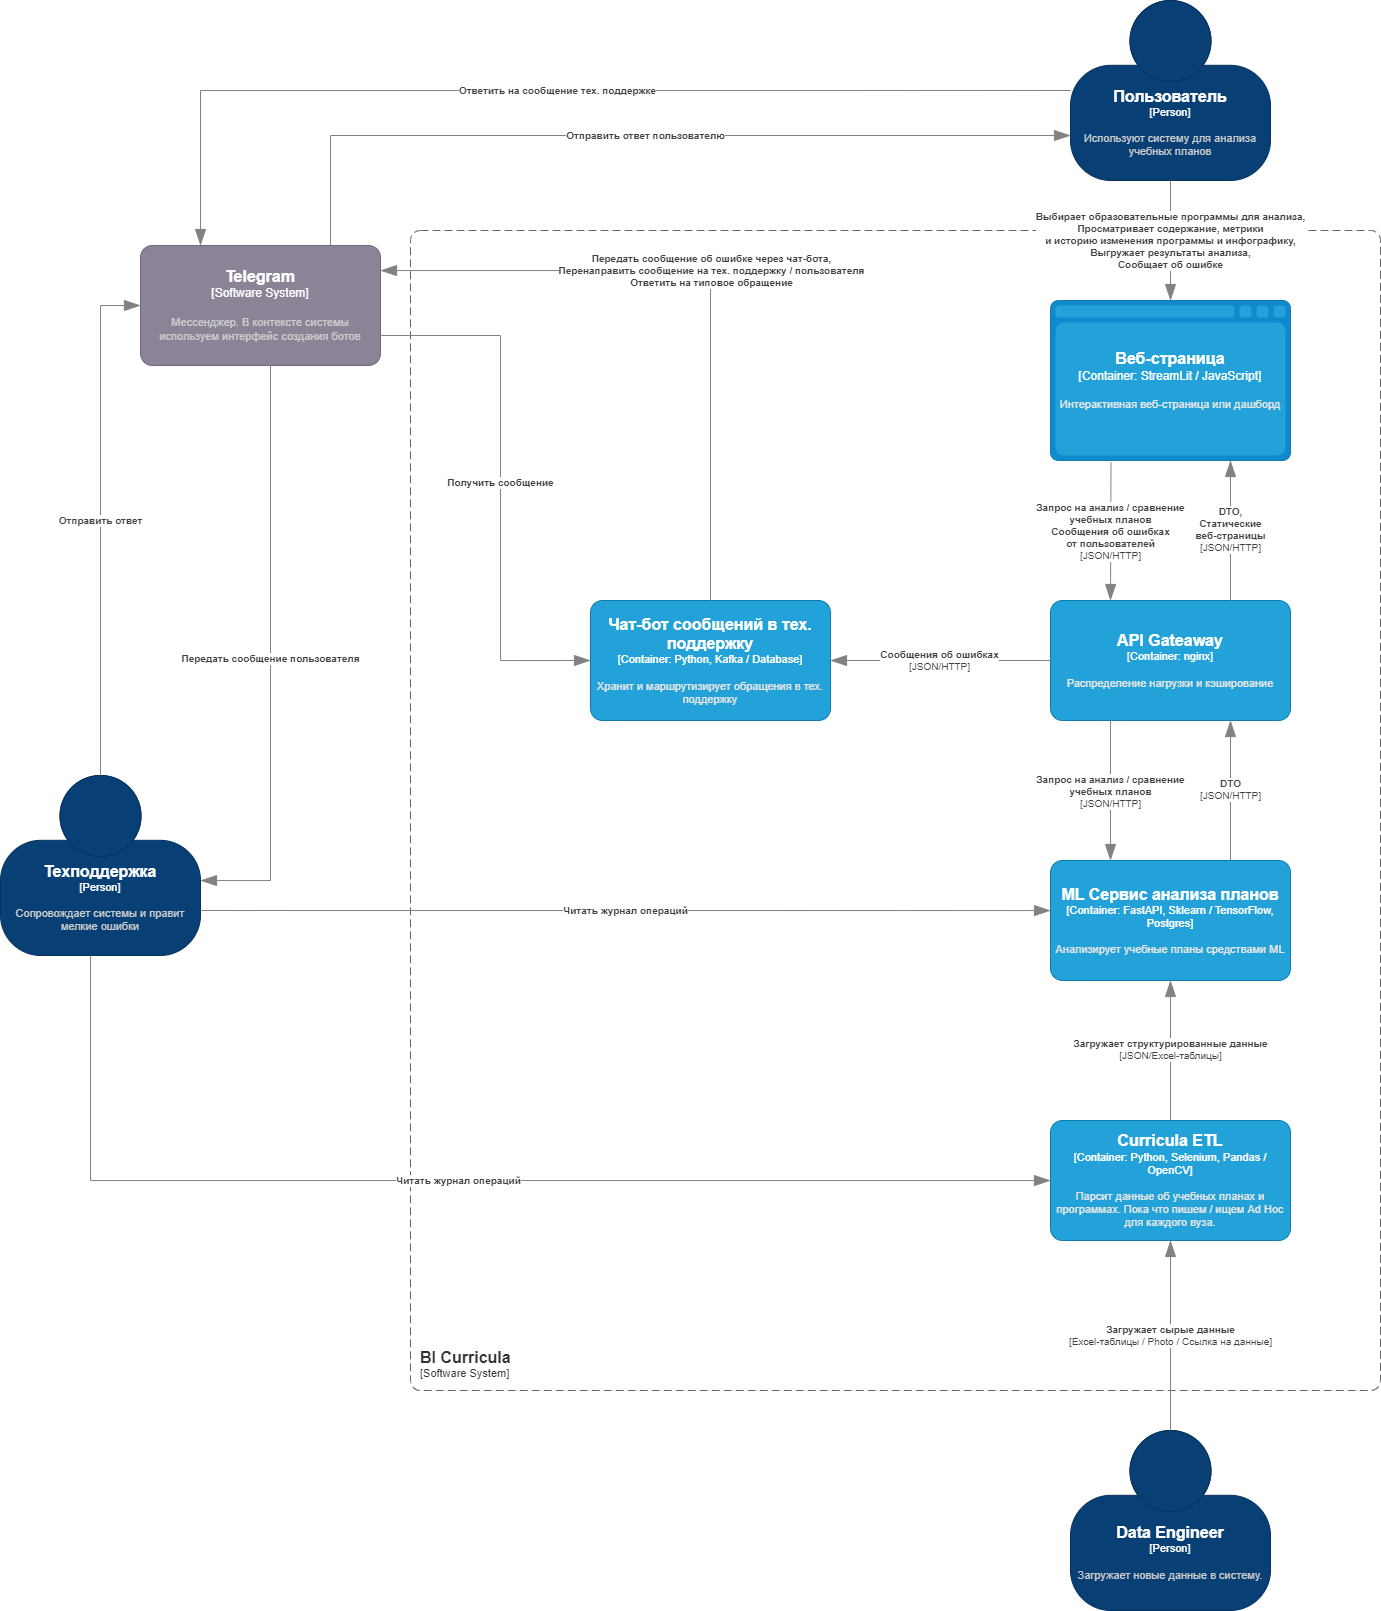 Пользователь
[Person]
Используют систему для анализа
учебных планов
Ответить на сообщение тех. поддержке
Отправить ответ пользователю
Выбирает образовательные программы для анализа,
Просматривает содержание, метрики
и историю изменения программы и инфографику,
Выгружает результаты анализа,
Сообщает об ошибке
Telegram
[Software System]
Мессенджер. В контексте системы
используем интерфейс создания ботов
Передать сообщение об ошибке через чат-бота,
Перенаправить сообщение на тех. поддержку / пользователя
Ответить на типовое обращение
Веб-страница
[Container: StreamLit / JavaScript]
Интерактивная веб-страница или дашборд
Получить сообщение
Отправить ответ
Запрос на анализ / сравнение
учебных планов
Сообщения об ошибках
от пользователей
[JSON/HTTP]
DTO,
Статические
веб-страницы
[JSON/HTTP]
Передать сообщение пользователя
Чат-бот сообщений в тех.
поддержку
[Container: Python, Kafka / Database]
Хранит и маршрутизирует обращения в тех.
поддержку
Сообщения об ошибках
[JSON/HTTP]
API Gateaway
[Container: nginx]
Распределение нагрузки и кэширование
Запрос на анализ / сравнение
учебных планов
[JSON/HTTP]
DTO
[JSON/HTTP]
Техподдержка
[Person]
Сопровождает системы и правит
мелкие ошибки
Читать журнал операций
ML Сервис анализа планов
[Container: FastAPI, Sklearn / TensorFlow,
Postgres]
Анализирует учебные планы средствами ML
Загружает структурированные данные
[JSON/Excel-таблицы]
Читать журнал операций
Curricula ETL
[Container: Python, Selenium, Pandas /
OpenCV]
Парсит данные об учебных планах и
программах. Пока что пишем / ищем Ad Hoc
для каждого вуза.
Загружает сырые данные
[Excel-таблицы / Photo / Ссылка на данные]
BI Curricula
[Software System]
Data Engineer
[Person]
Загружает новые данные в систему.